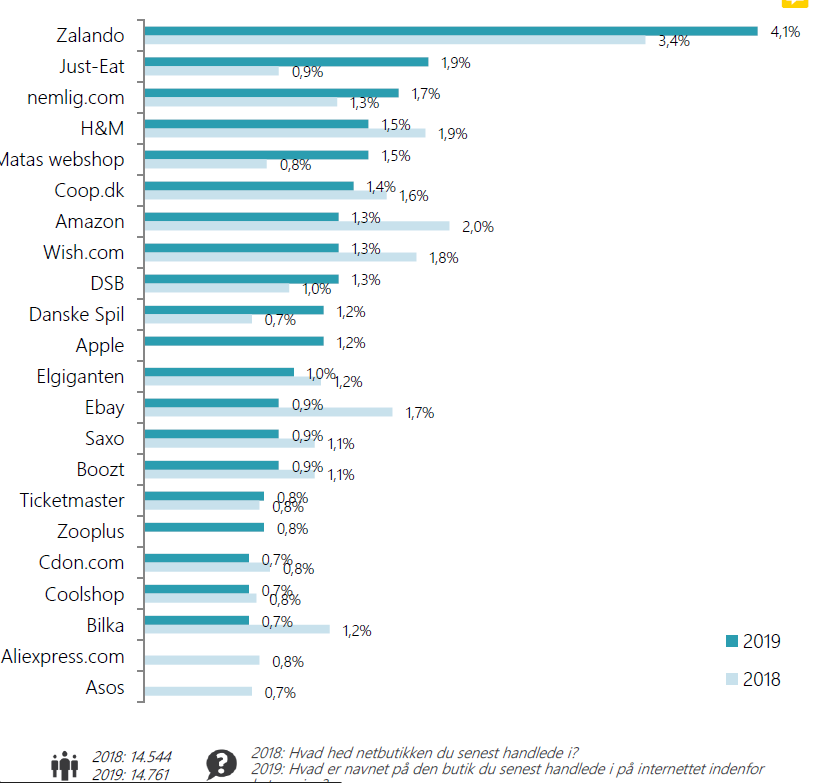 Zalando 4,1%
3,4%
Just-Eat 1,9%
0,9%
nemlig.com 1,7%
1,3%
H&M 1,5%
1,9%
Matas webshop 1,5%
0,8%
Coop.dk 1,4%
1,6%
Amazon 1,3%
2,0%
Wish.com 1,3%
1,8%
DSB 1,3%
1,0%
Danske Spil 1,2%
0,7%
Apple 1,2%
Elgiganten 1,0%
1,2%
Ebay 0,9%
1,7%
Saxo 0,9%
1,1%
Boozt 0,9%
1,1%
Ticketmaster 0,8%
0,8%
Zooplus 0,8%
Cdon.com 0,7%
0,8%
Coolshop 0,7%
0,8%
Bilka 0,7%
1,2%
Aliexpress.com 0,8%
Asos 0,7%
2019
2018
2018: 14.544
2019: 14.761
2018: Hvad hed netbutikken du senest handlede i?
2019: Hvad er navnet på den butik du senest handlede i på internettet indenfor